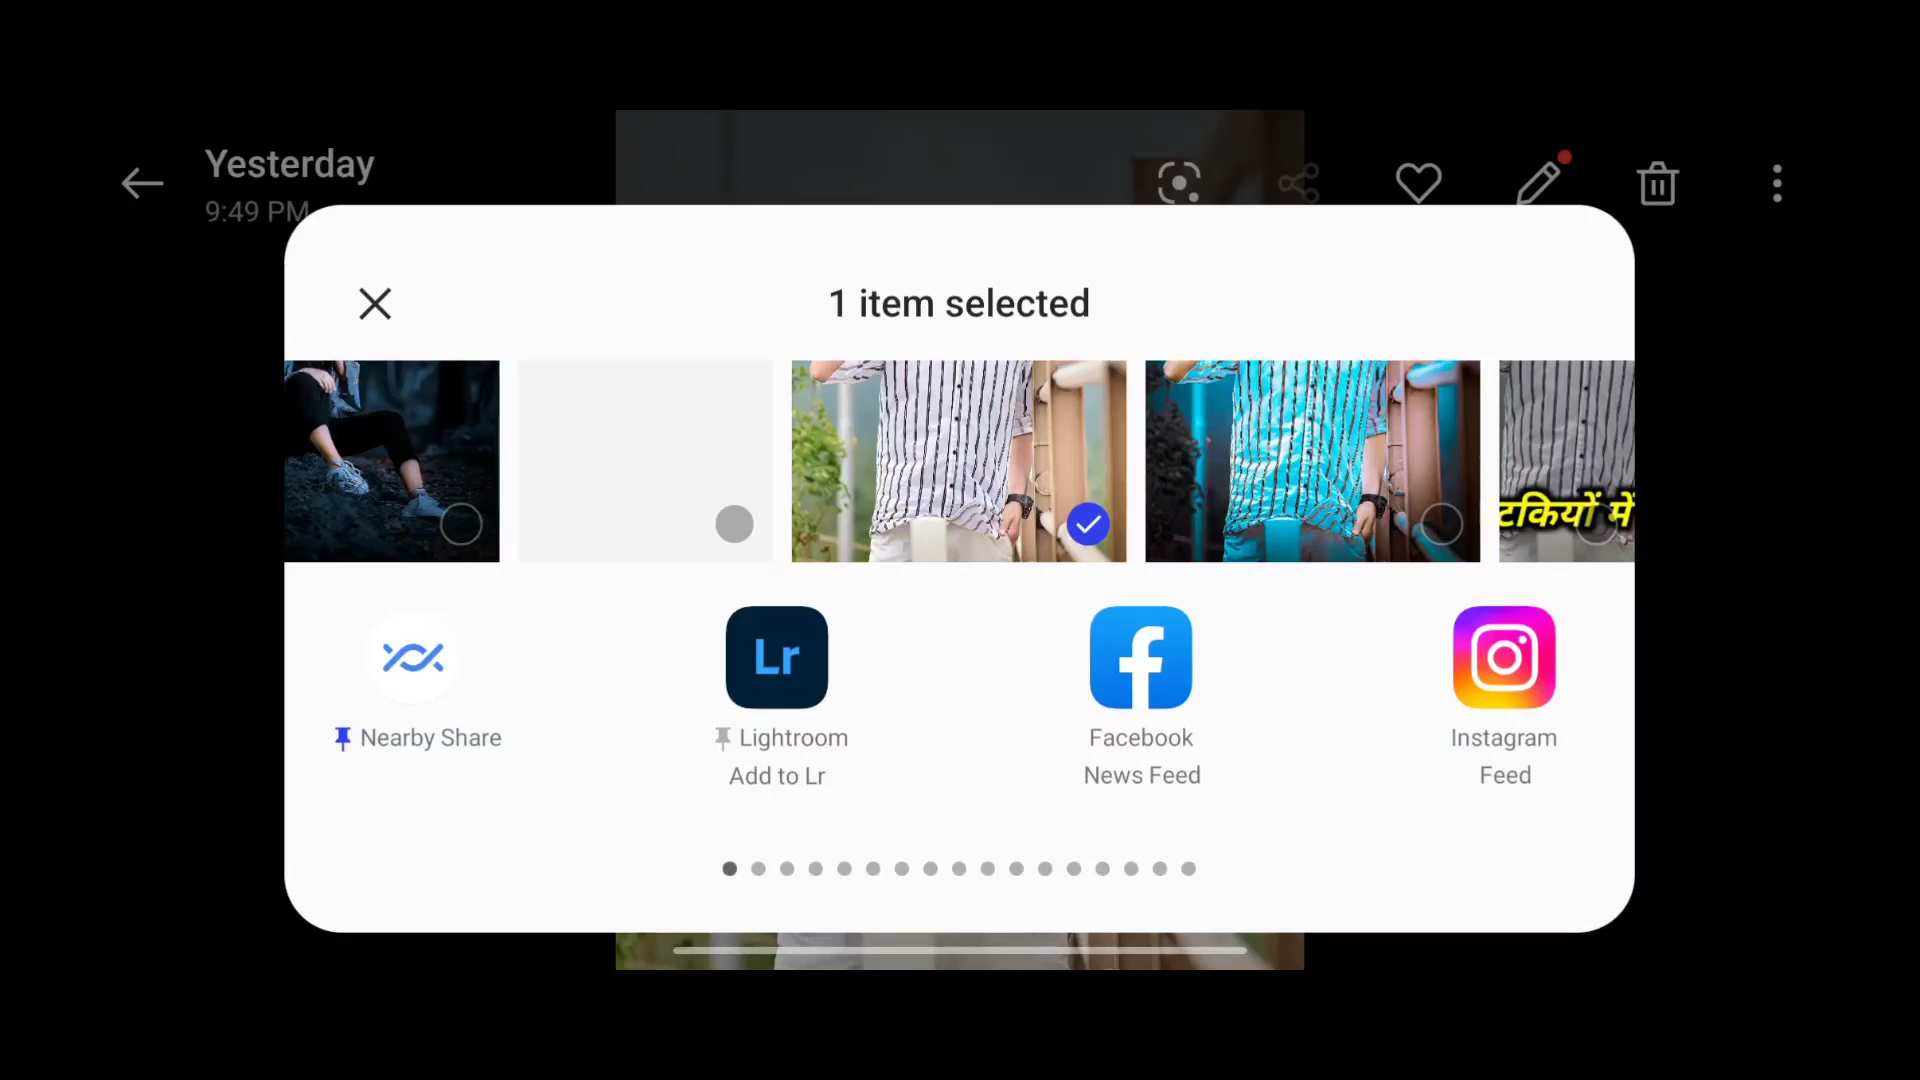 Yesterday
9:49 PM
1 item selected
टकियों में
Lr
Nearby Share
Lightroom
Add to Lr
Facebook
News Feed
Instagram
Feed